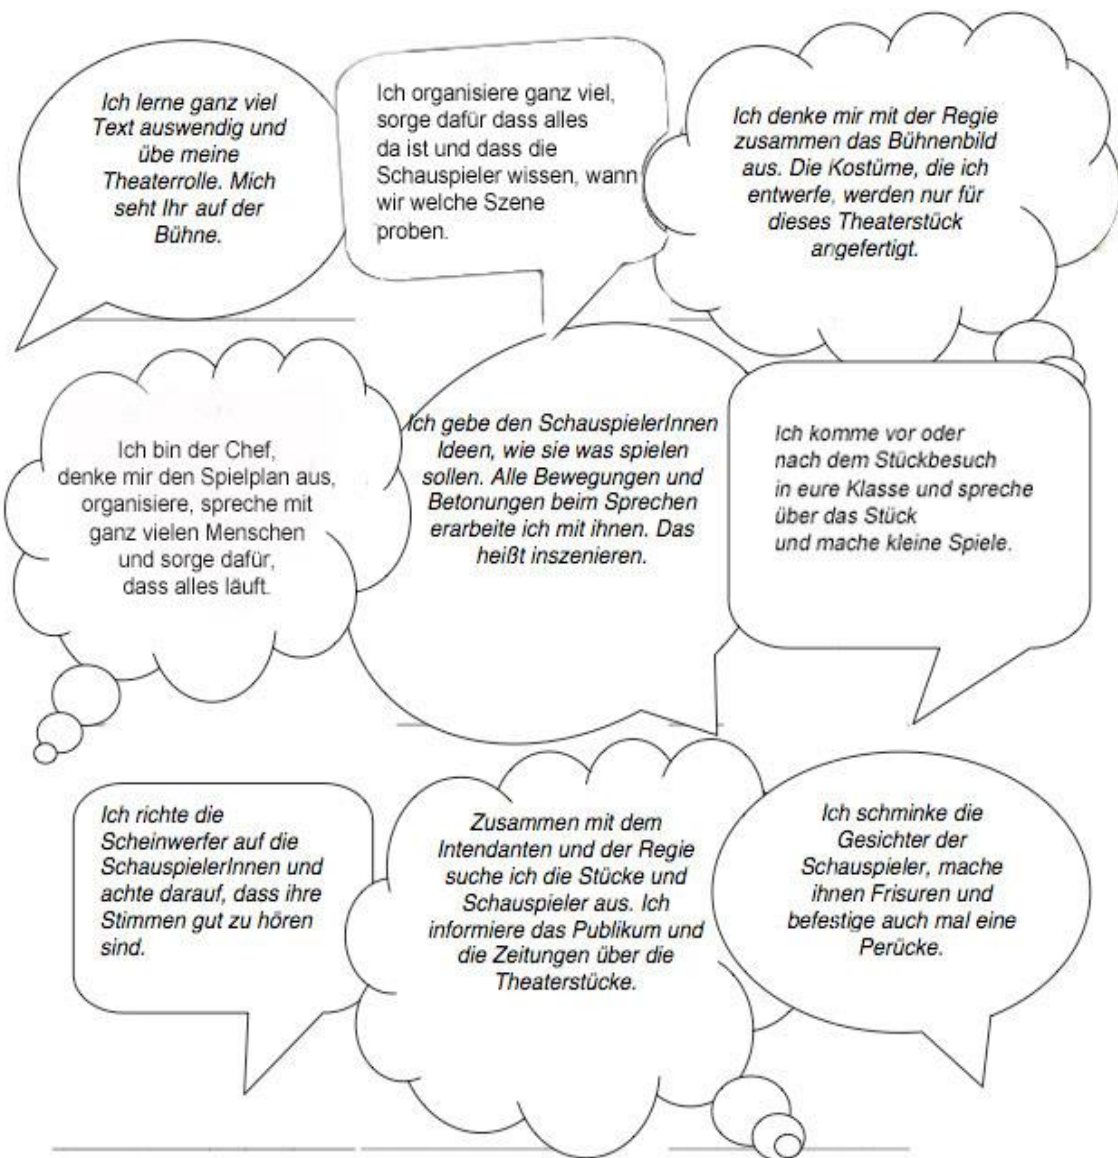 Ich lerne ganz viel
Text auswendig und
übe meine
Theaterrolle. Mich
seht Ihr auf der
Bühne.
Ich organisiere ganz viel,
sorge dafür dass alles
da ist und dass die
Schauspieler wissen, wann
wir welche Szene
proben.
Ich denke mir mit der Regie
zusammen das Bühnenbild
aus. Die Kostüme, die ich
entwerfe, werden nur für
dieses Theaterstück
angefertigt.
Ich bin der Chef,
denke mir den Spielplan aus,
organisiere, spreche mit
ganz vielen Menschen
und sorge dafür,
dass alles läuft.
Ich gebe den SchauspielerInnen
Ideen, wie sie was spielen
sollen. Alle Bewegungen und
Betonungen beim Sprechen
erarbeite ich mit ihnen. Das
heißt inszenieren.
Ich komme vor oder
nach dem Stückbesuch
in eure Klasse und spreche
über das Stück
und mache kleine Spiele.
Ich richte die
Scheinwerfer auf die
SchauspielerInnen und
achte darauf, dass ihre
Stimmen gut zu hören
sind.
Zusammen mit dem
Intendanten und der Regie
suche ich die Stücke und
Schauspieler aus. Ich
informiere das Publikum und
die Zeitungen über die
Theaterstücke.
Ich schminke die
Gesichter der
Schauspieler, mache
ihnen Frisuren und
befestige auch mal eine
Perücke.